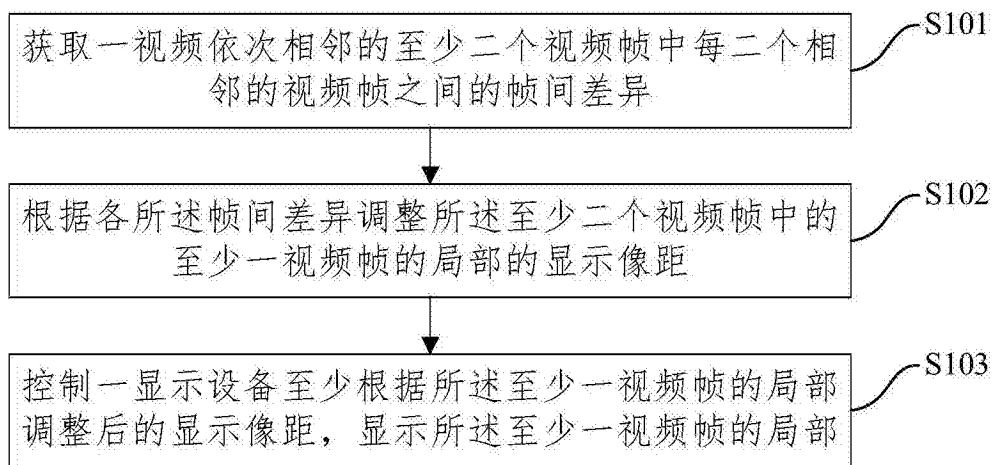 获取一视频依次相邻的至少二个视频帧中每二个相
邻的视频帧之间的帧间差异
S101
根据各所述帧间差异调整所述至少二个视频帧中的
至少一视频帧的局部的显示像距
S102
控制一显示设备至少根据所述至少一视频帧的局部
调整后的显示像距，显示所述至少一视频帧的局部
S103